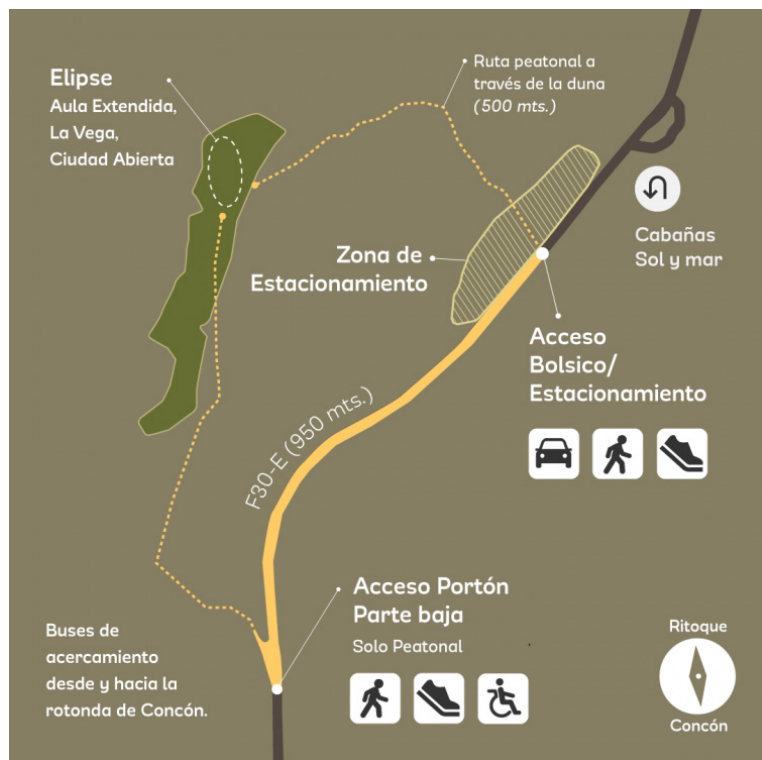 Elipse
Aula Extendida,
La Vega,
Ciudad Abierta
Ruta peatonal a
través de la duna
(500 mts.)
Cabañas
Sol y mar
Zona de
Estacionamiento
Acceso
Bolsico/
Estacionamiento
F30-E (950 mts.)
Acceso Portón
Parte baja
Solo Peatonal
Buses de
acercamiento
desde y hacia la
rotonda de Concón.
Ritoque
Concón